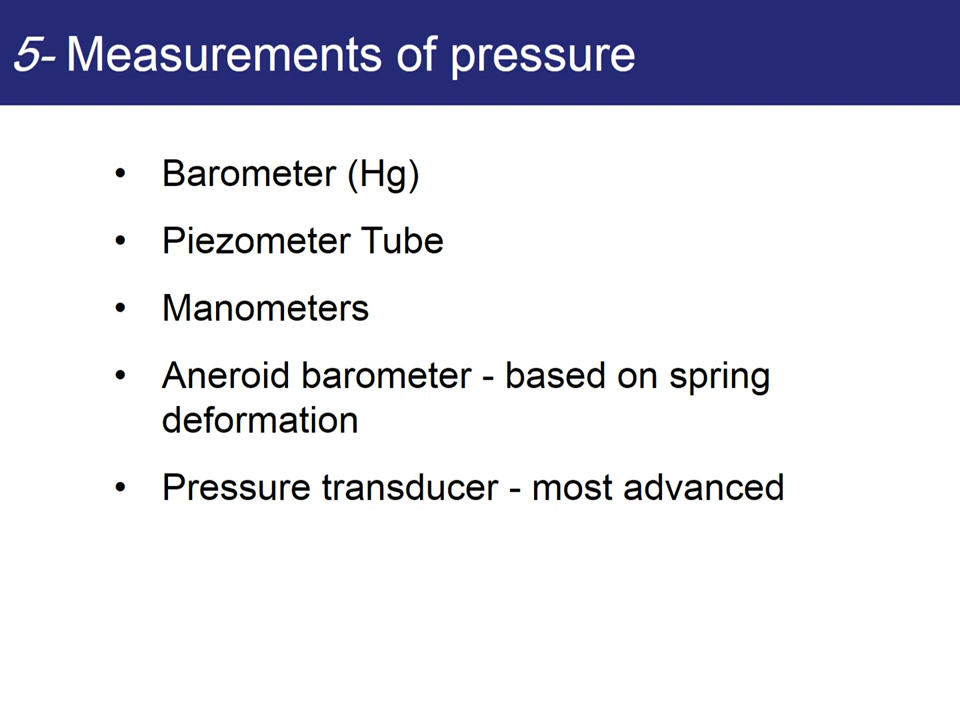 5- Measurements of pressure
• Barometer (Hg)
• Piezometer Tube
• Manometers
• Aneroid barometer - based on spring
deformation
• Pressure transducer - most advanced